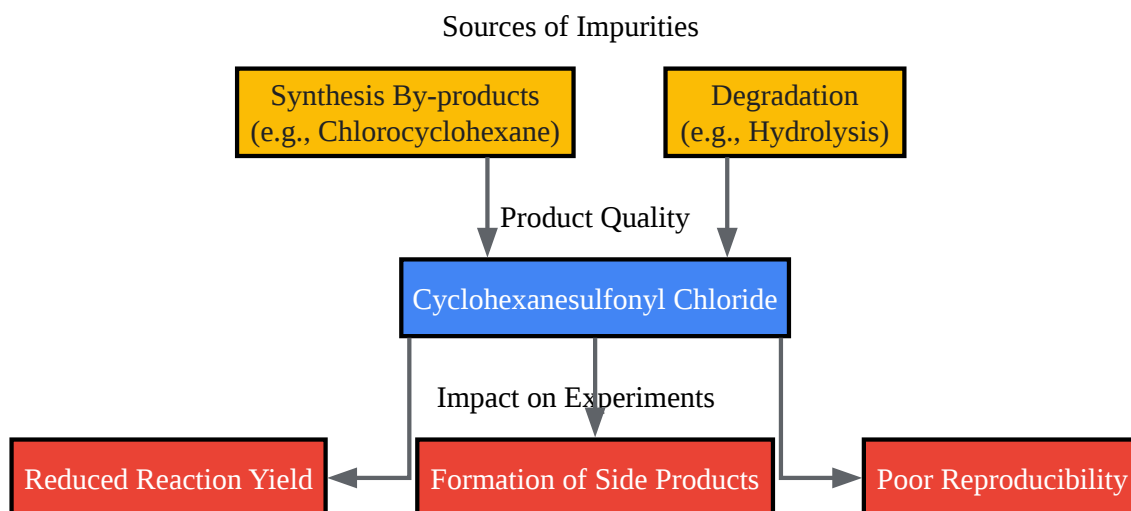 Sources of Impurities
Synthesis By-products
(e.g., Chlorocyclohexane)
Degradation
(e.g., Hydrolysis)
Product Quality
Cyclohexanesulfonyl Chloride
Impact on Experiments
Reduced Reaction Yield
Formation of Side Products
Poor Reproducibility